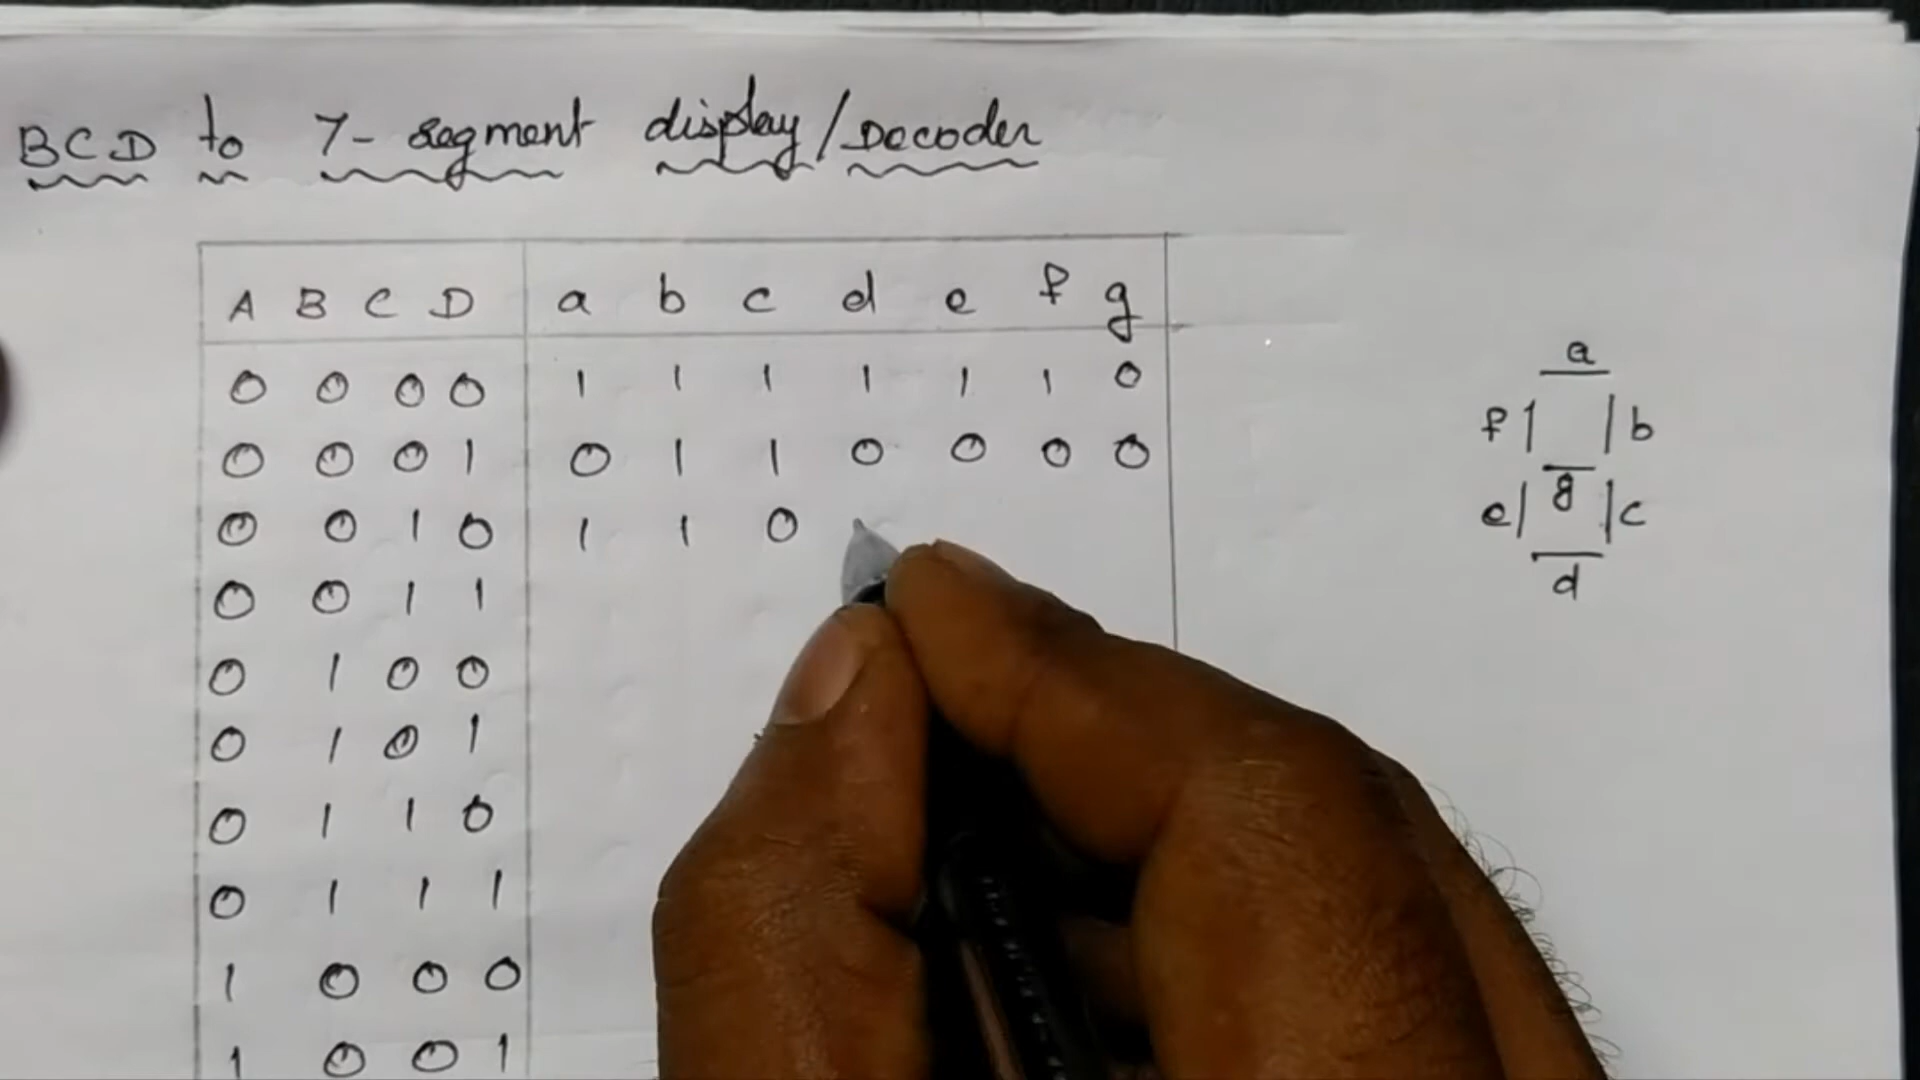 BCD to 7-segment display/Decoder
A B C D a b c d e f g
0 0 0 0 1 1 1 1 1 1 0
0 0 0 1 0 1 1 0 0 0 0
0 0 1 0 1 1 0
0 0 1 1
0 1 0 0
0 1 0 1
0 1 1 0
0 1 1 1
1 0 0 0
1 0 0 1
a
f b
g
e c
d